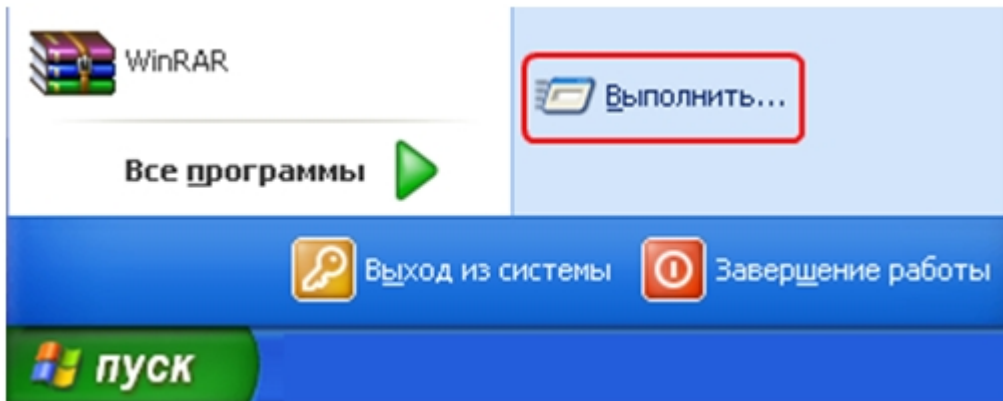 WinRAR
Выполнить...
Все программы
Выход из системы
Завершение работы
пуск